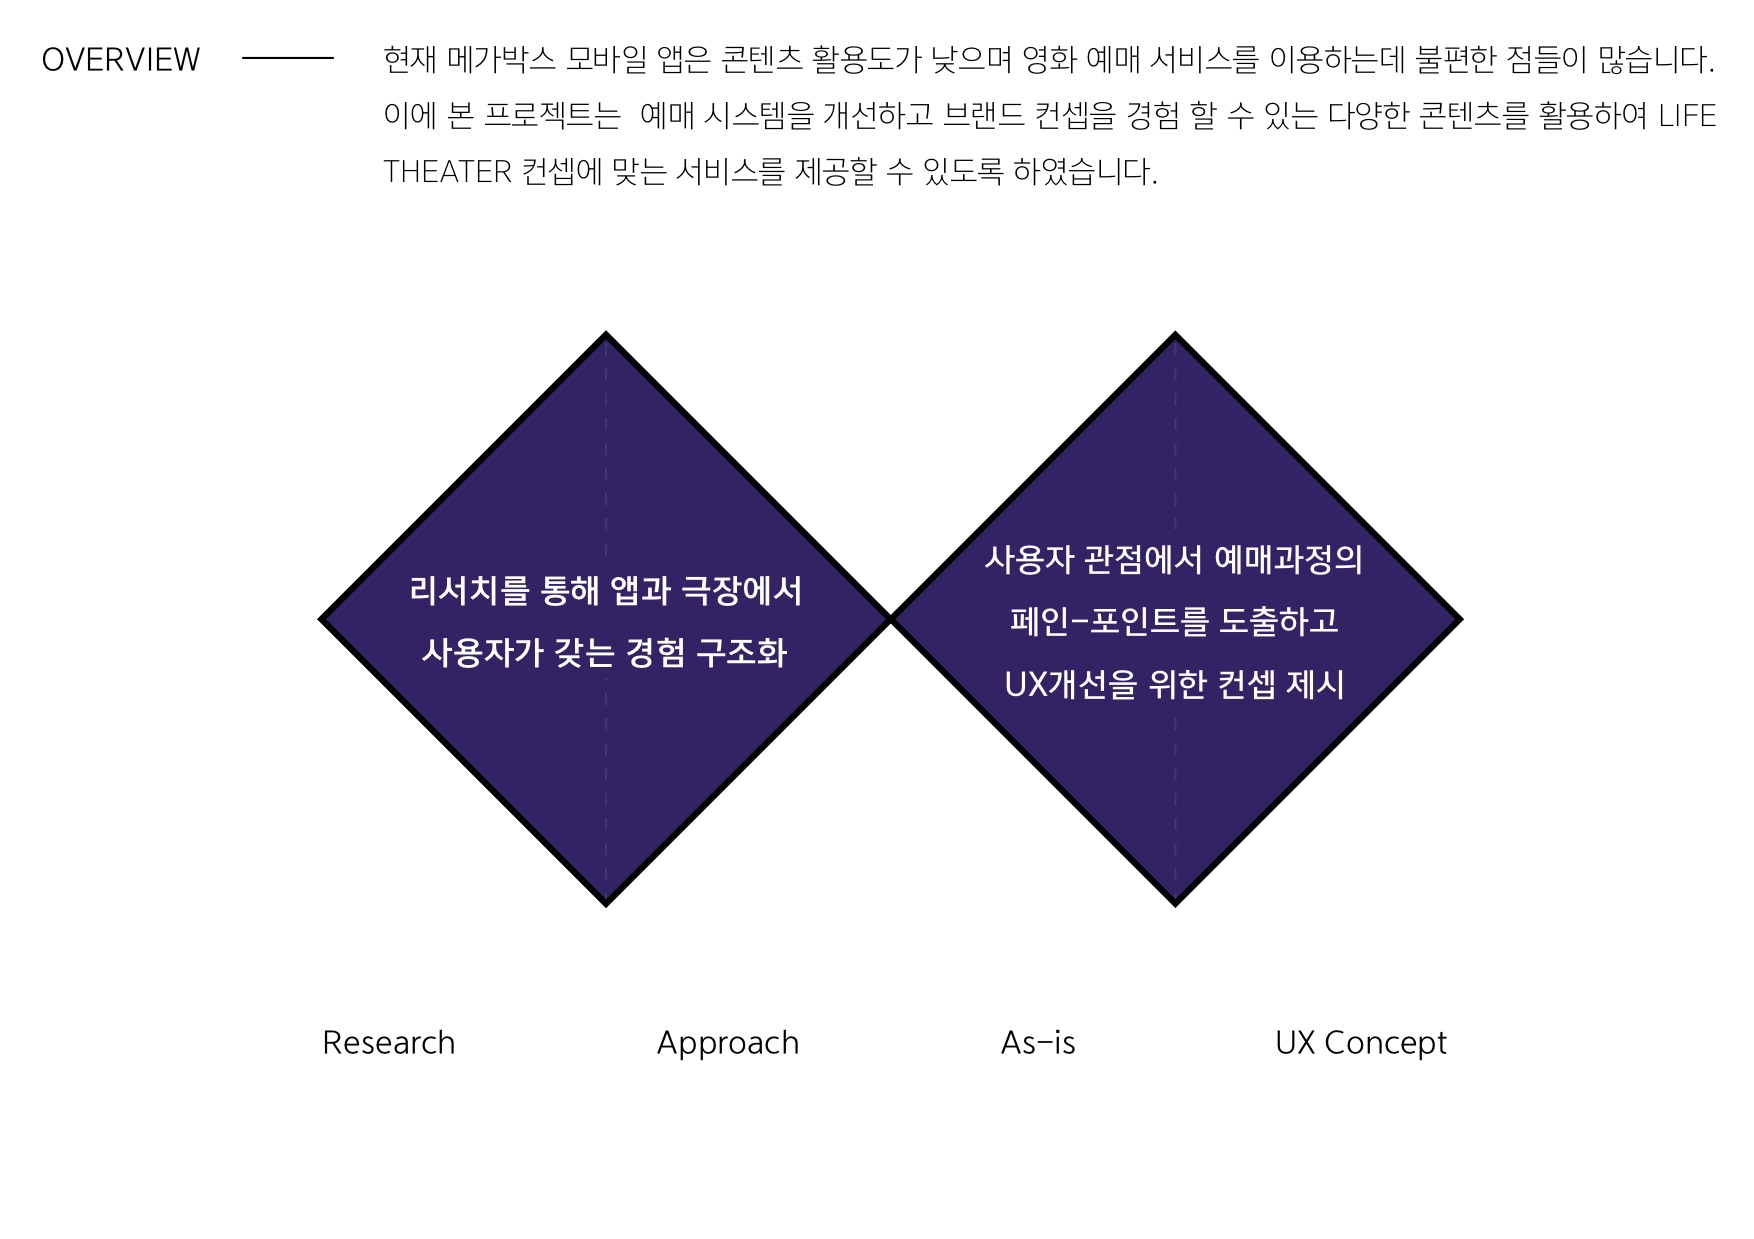 OVERVIEW
현재 메가박스 모바일 앱은 콘텐츠 활용도가 낮으며 영화 예매 서비스를 이용하는데 불편한 점들이 많습니다.
이에 본 프로젝트는 예매 시스템을 개선하고 브랜드 컨셉을 경험 할 수 있는 다양한 콘텐츠를 활용하여 LIFE
THEATER 컨셉에 맞는 서비스를 제공할 수 있도록 하였습니다.
리서치를 통해 앱과 극장에서
사용자가 갖는 경험 구조화
사용자 관점에서 예매과정의
페인-포인트를 도출하고
UX개선을 위한 컨셉 제시
Research
Approach
As-is
UX Concept